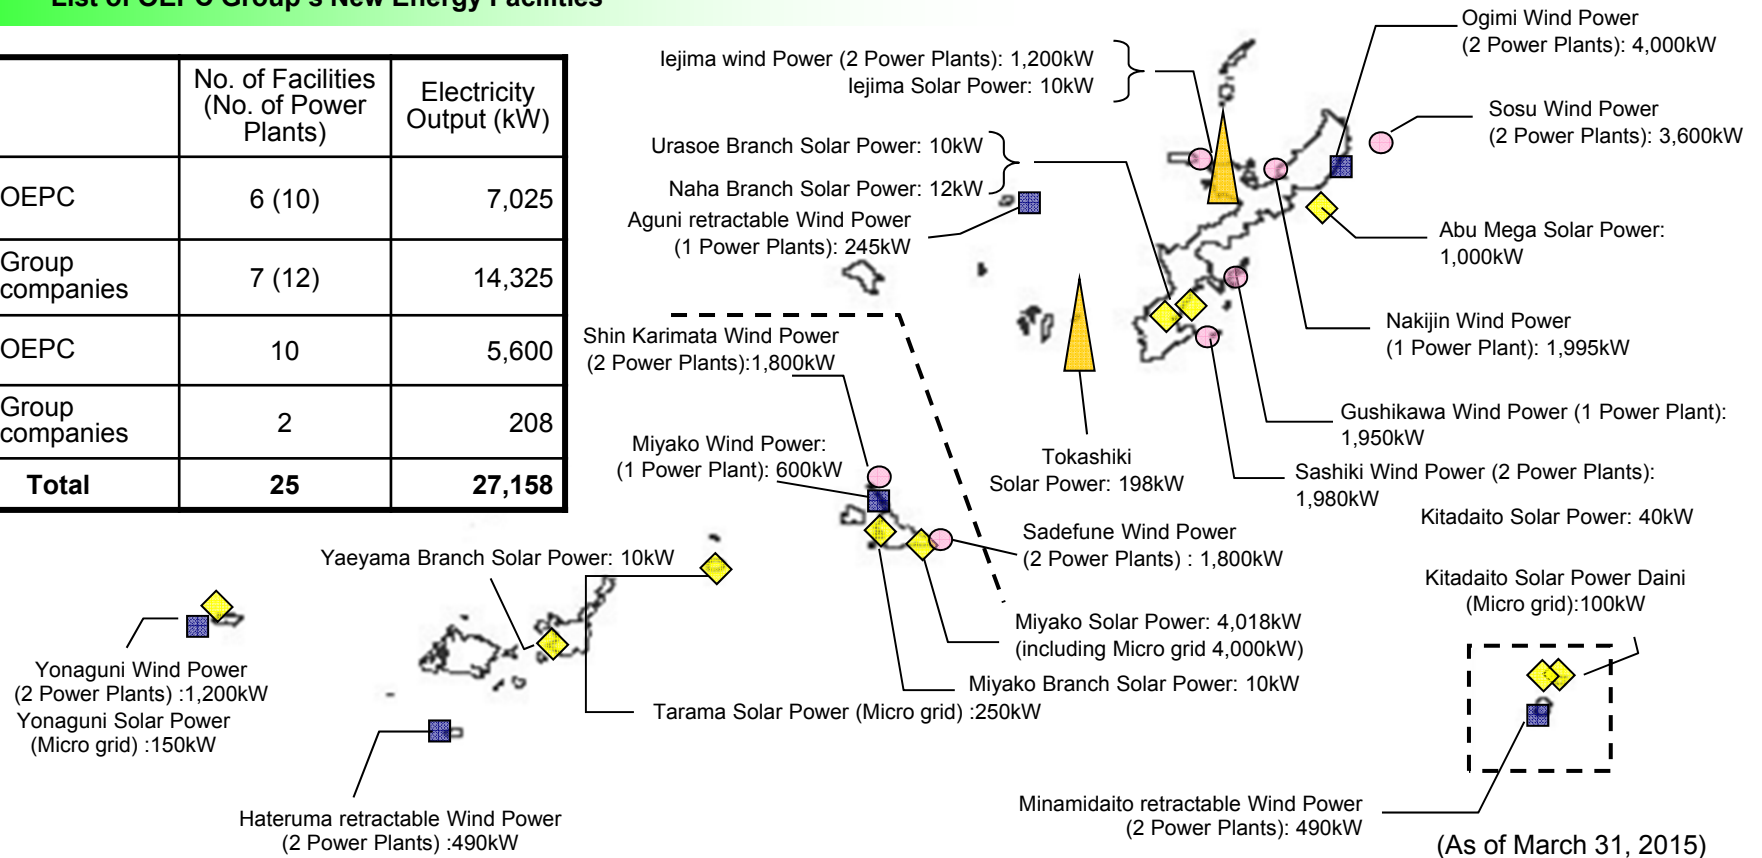 List of OEPC Group's New Energy Facilities
No. of Facilities
(No. of Power
Plants)
Electricity
Output (kW)
OEPC
6 (10)
7,025
Group
companies
7 (12)
14,325
OEPC
10
5,600
Group
companies
2
208
Total
25
27,158
Iejima wind Power (2 Power Plants): 1,200kW
Iejima Solar Power: 10kW
Urasoe Branch Solar Power: 10kW
Naha Branch Solar Power: 12kW
Aguni retractable Wind Power
(1 Power Plants): 245kW
Ogimi Wind Power
(2 Power Plants): 4,000kW
Sosu Wind Power
(2 Power Plants): 3,600kW
Abu Mega Solar Power:
1,000kW
Nakijin Wind Power
(1 Power Plant): 1,995kW
Gushikawa Wind Power (1 Power Plant):
1,950kW
Sashiki Wind Power (2 Power Plants):
1,980kW
Tokashiki
Solar Power: 198kW
Shin Karimata Wind Power
(2 Power Plants):1,800kW
Miyako Wind Power:
(1 Power Plant): 600kW
Sadefune Wind Power
(2 Power Plants) : 1,800kW
Miyako Solar Power: 4,018kW
(including Micro grid 4,000kW)
Miyako Branch Solar Power: 10kW
Tarama Solar Power (Micro grid) :250kW
Yaeyama Branch Solar Power: 10kW
Yonaguni Wind Power
(2 Power Plants) :1,200kW
Yonaguni Solar Power
(Micro grid) :150kW
Hateruma retractable Wind Power
(2 Power Plants) :490kW
Kitadaito Solar Power: 40kW
Kitadaito Solar Power Daini
(Micro grid):100kW
Minamidaito retractable Wind Power
(2 Power Plants): 490kW
(As of March 31, 2015)